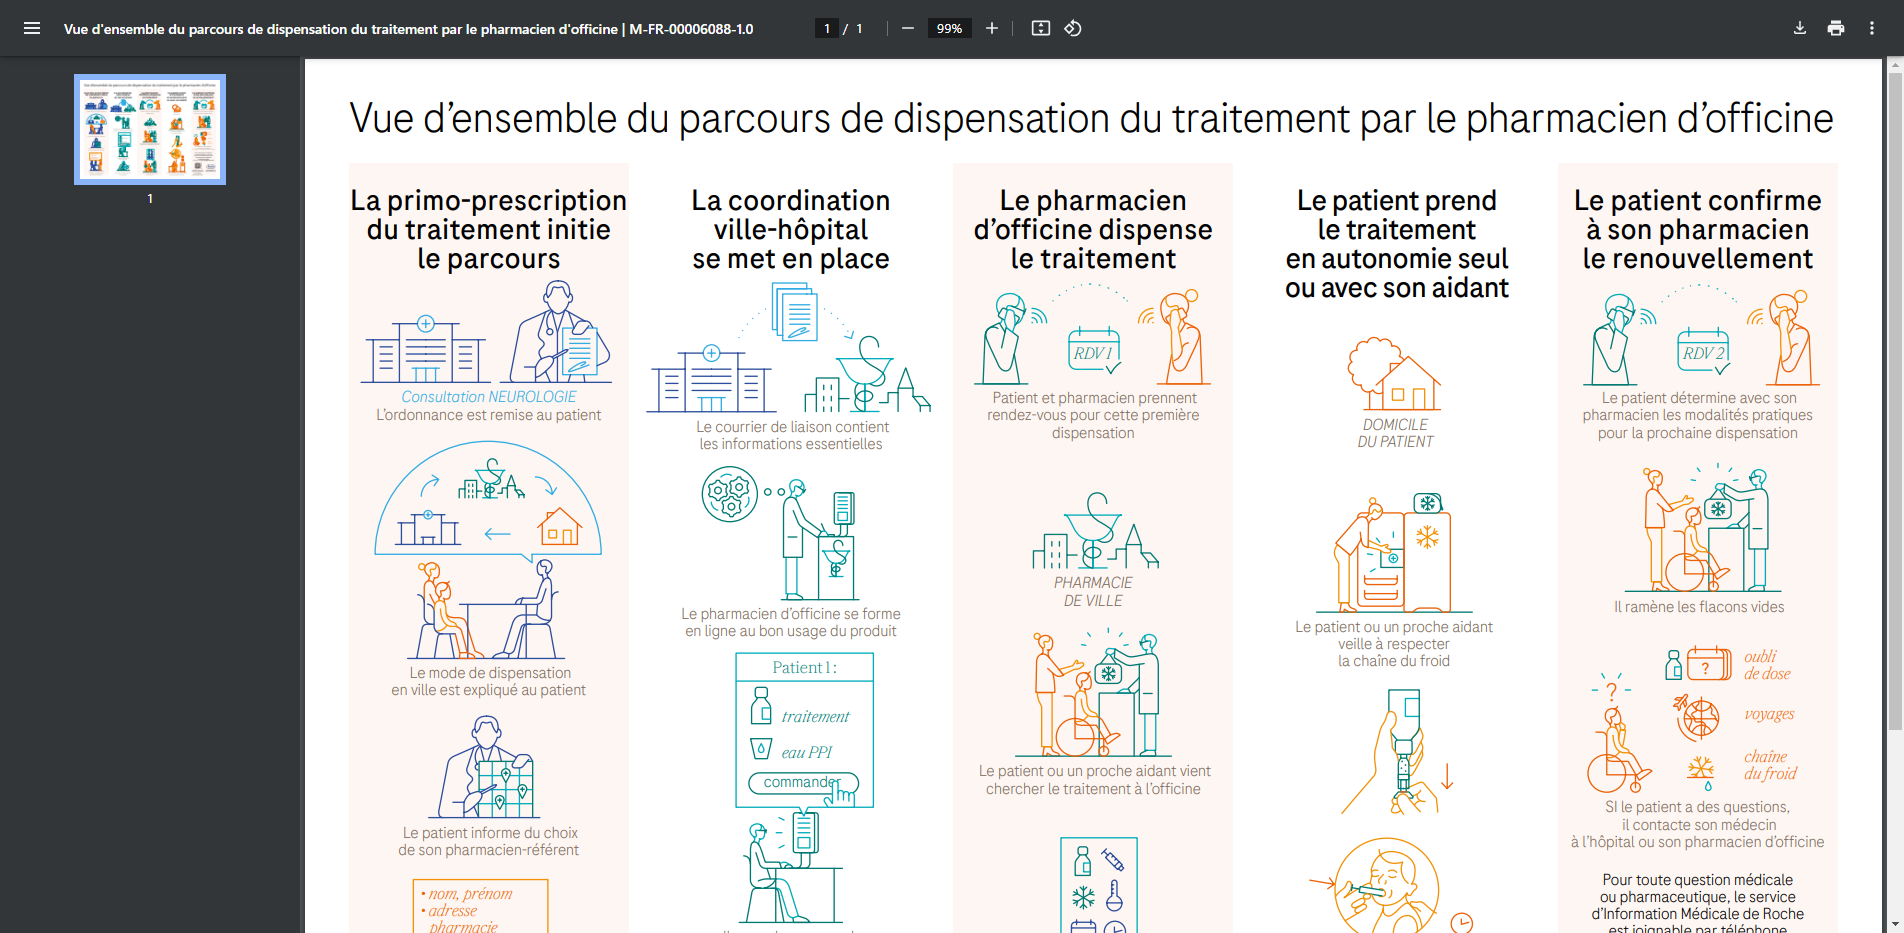 Vue d'ensemble du parcours de dispensation du traitement par le pharmacien d'officine | M-FR-00006088-1.0
1 / 1
99%
1
Vue d’ensemble du parcours de dispensation du traitement par le pharmacien d’officine
La primo-prescription
du traitement initie
le parcours
Consultation NEUROLOGIE
L’ordonnance est remise au patient
Le mode de dispensation
en ville est expliqué au patient
Le patient informe du choix
de son pharmacien-référent
• nom, prénom
• adresse
pharmacie
La coordination
ville-hôpital
se met en place
Le courrier de liaison contient
les informations essentielles
Le pharmacien d’officine se forme
en ligne au bon usage du produit
Patient 1 :
traitement
eau PPI
commander
Le pharmacien
d’officine dispense
le traitement
RDV 1
Patient et pharmacien prennent
rendez-vous pour cette première
dispensation
PHARMACIE
DE VILLE
Le patient ou un proche aidant vient
chercher le traitement à l’officine
Le patient prend
le traitement
en autonomie seul
ou avec son aidant
DOMICILE
DU PATIENT
Le patient ou un proche aidant
veille à respecter
la chaîne du froid
Le patient confirme
à son pharmacien
le renouvellement
RDV 2
Le patient détermine avec son
pharmacien les modalités pratiques
pour la prochaine dispensation
Il ramène les flacons vides
?
?
oubli
de dose
voyages
chaîne
du froid
SI le patient a des questions,
il contacte son médecin
à l’hôpital ou son pharmacien d’officine
Pour toute question médicale
ou pharmaceutique, le service
d’Information Médicale de Roche
est joignable par téléphone